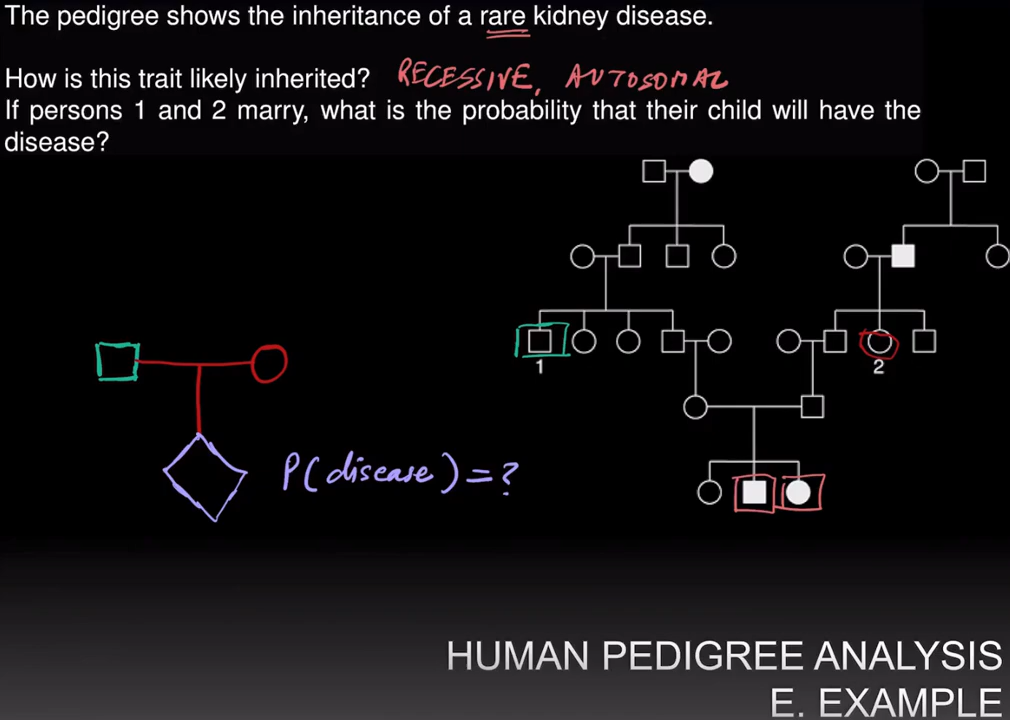 The pedigree shows the inheritance of a rare kidney disease.
How is this trait likely inherited? RECESSIVE, AUTOSOMAL
If persons 1 and 2 marry, what is the probability that their child will have the
disease?
1
2
P(disease)=?
HUMAN PEDIGREE ANALYSIS
E. EXAMPLE